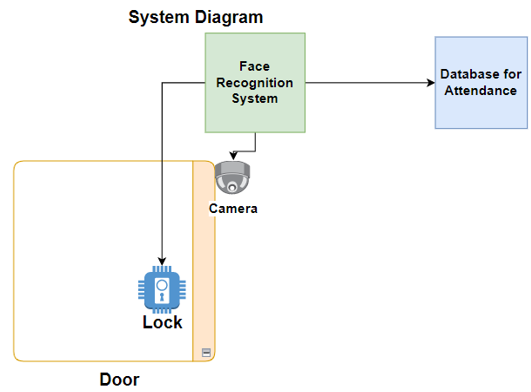 System Diagram
Face
Recognition
System
Database for
Attendance
Camera
Lock
Door